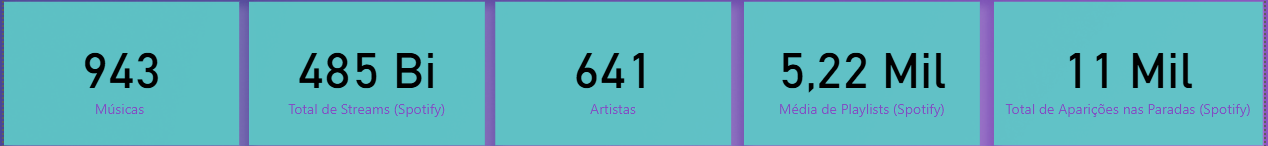 943
Músicas
485 Bi
Total de Streams (Spotify)
641
Artistas
5,22 Mil
Média de Playlists (Spotify)
11 Mil
Total de Aparições nas Paradas (Spotify)